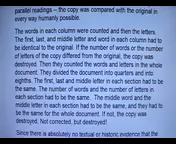 parallel readings – the copy was compared with the original in
every way humanly possible.
The words in each column were counted and then the letters.
The first, last, and middle letter and word in each column had to
be identical to the original. If the number of words or the number
of letters of the copy differed from the original, the copy was
destroyed. Then they counted the words and letters in the whole
document. They divided the document into quarters and into
eighths. The first, last, and middle word in each section had to be
the same. The number of words and the number of letters in
each section had to be the same. The middle word and the
middle letter in each section had to be the same, and they had to
be the same for the whole document. If not, the copy was
destroyed. Not corrected, but destroyed!
Since there is absolutely no textual or historic evidence that the